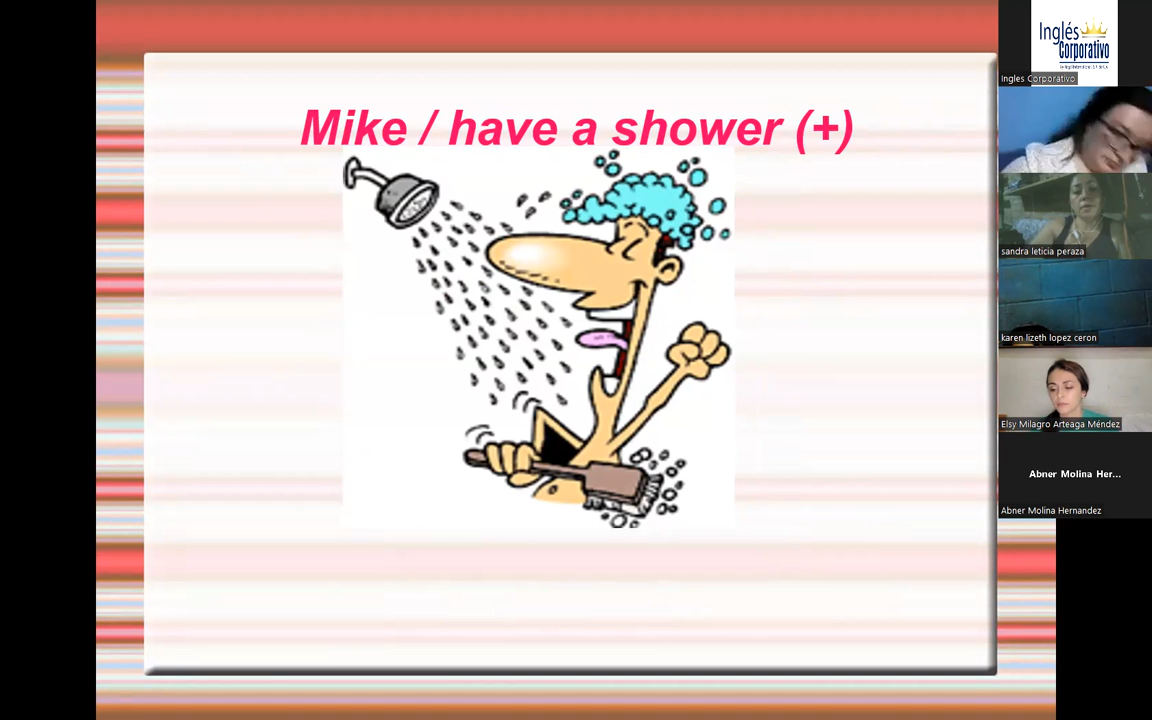 Mike / have a shower (+)
Inglés
Corporativo
Ingles Corporativo
sandra leticia peraza
karen lizeth lopez ceron
Elsy Milagro Arteaga Méndez
Abner Molina Her...
Abner Molina Hernandez